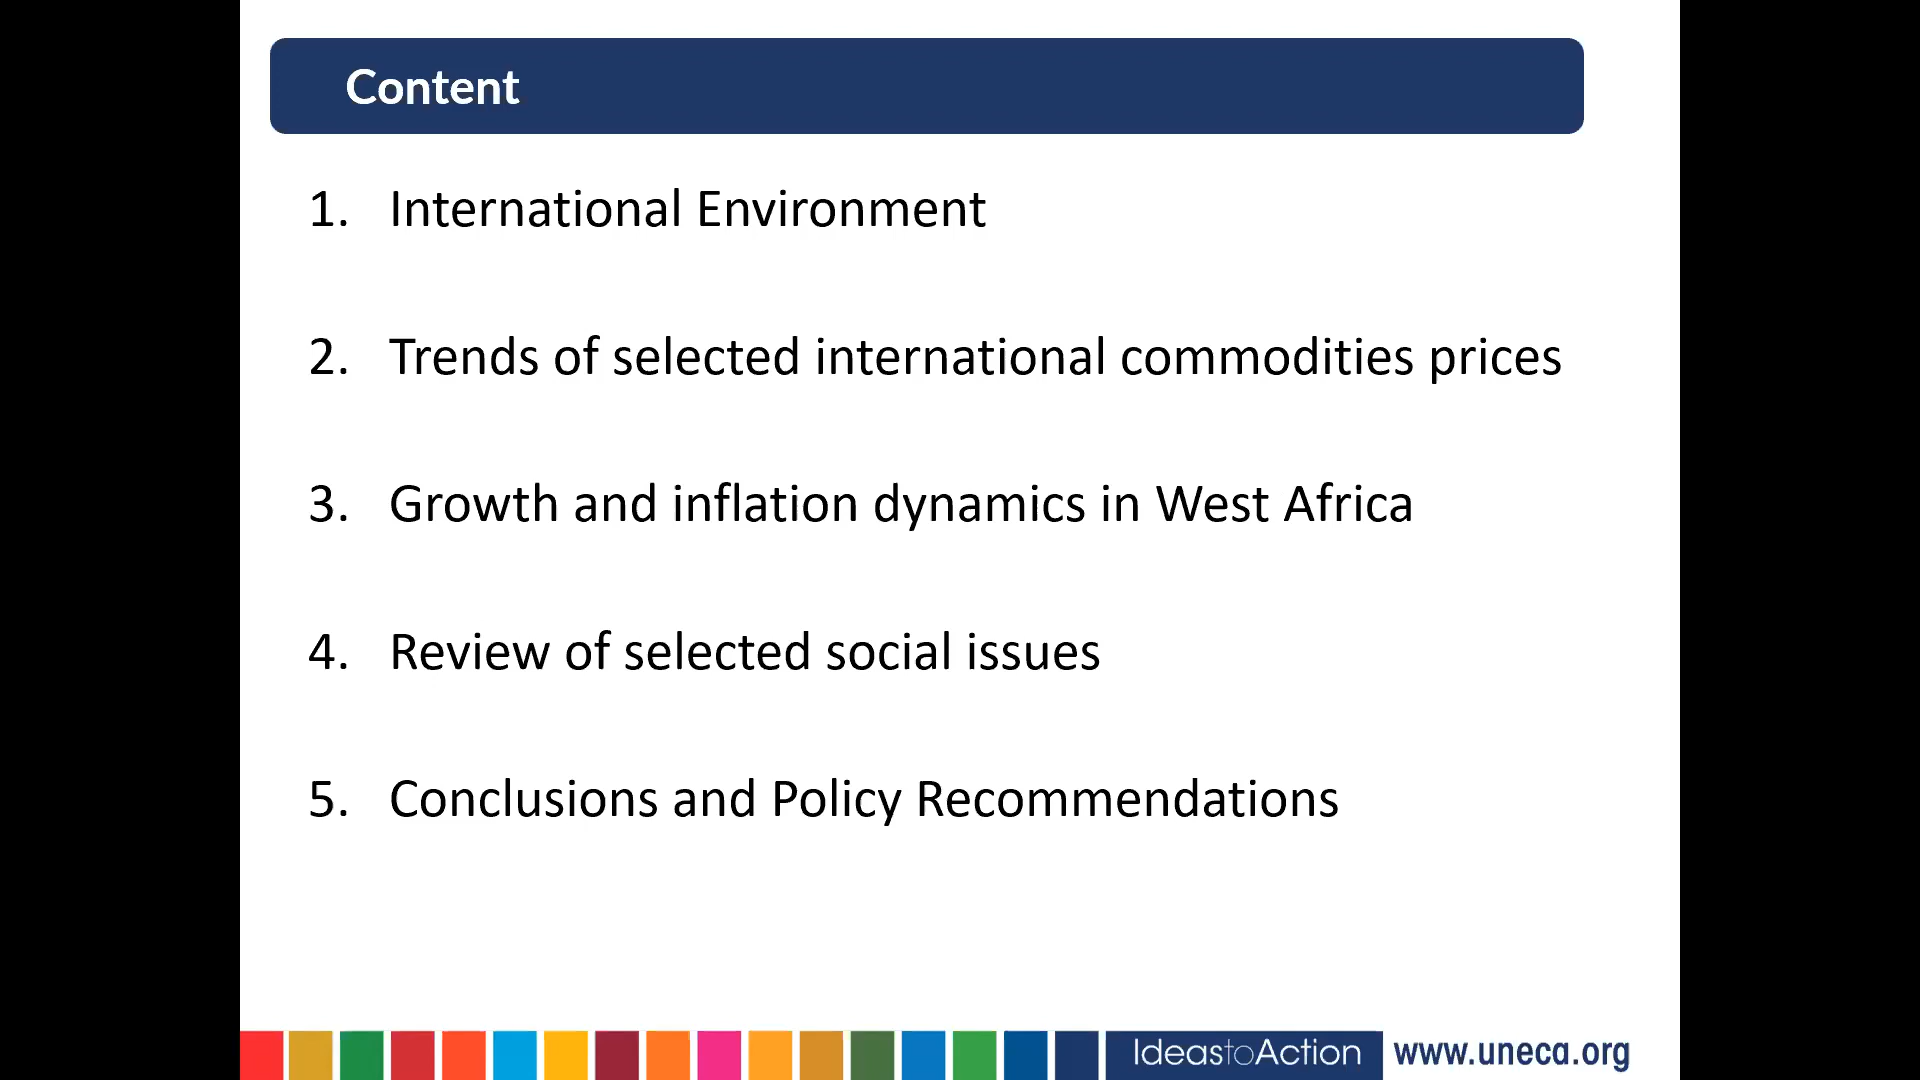 Content
1. International Environment
2. Trends of selected international commodities prices
3. Growth and inflation dynamics in West Africa
4. Review of selected social issues
5. Conclusions and Policy Recommendations
IdeastoAction www.uneca.org